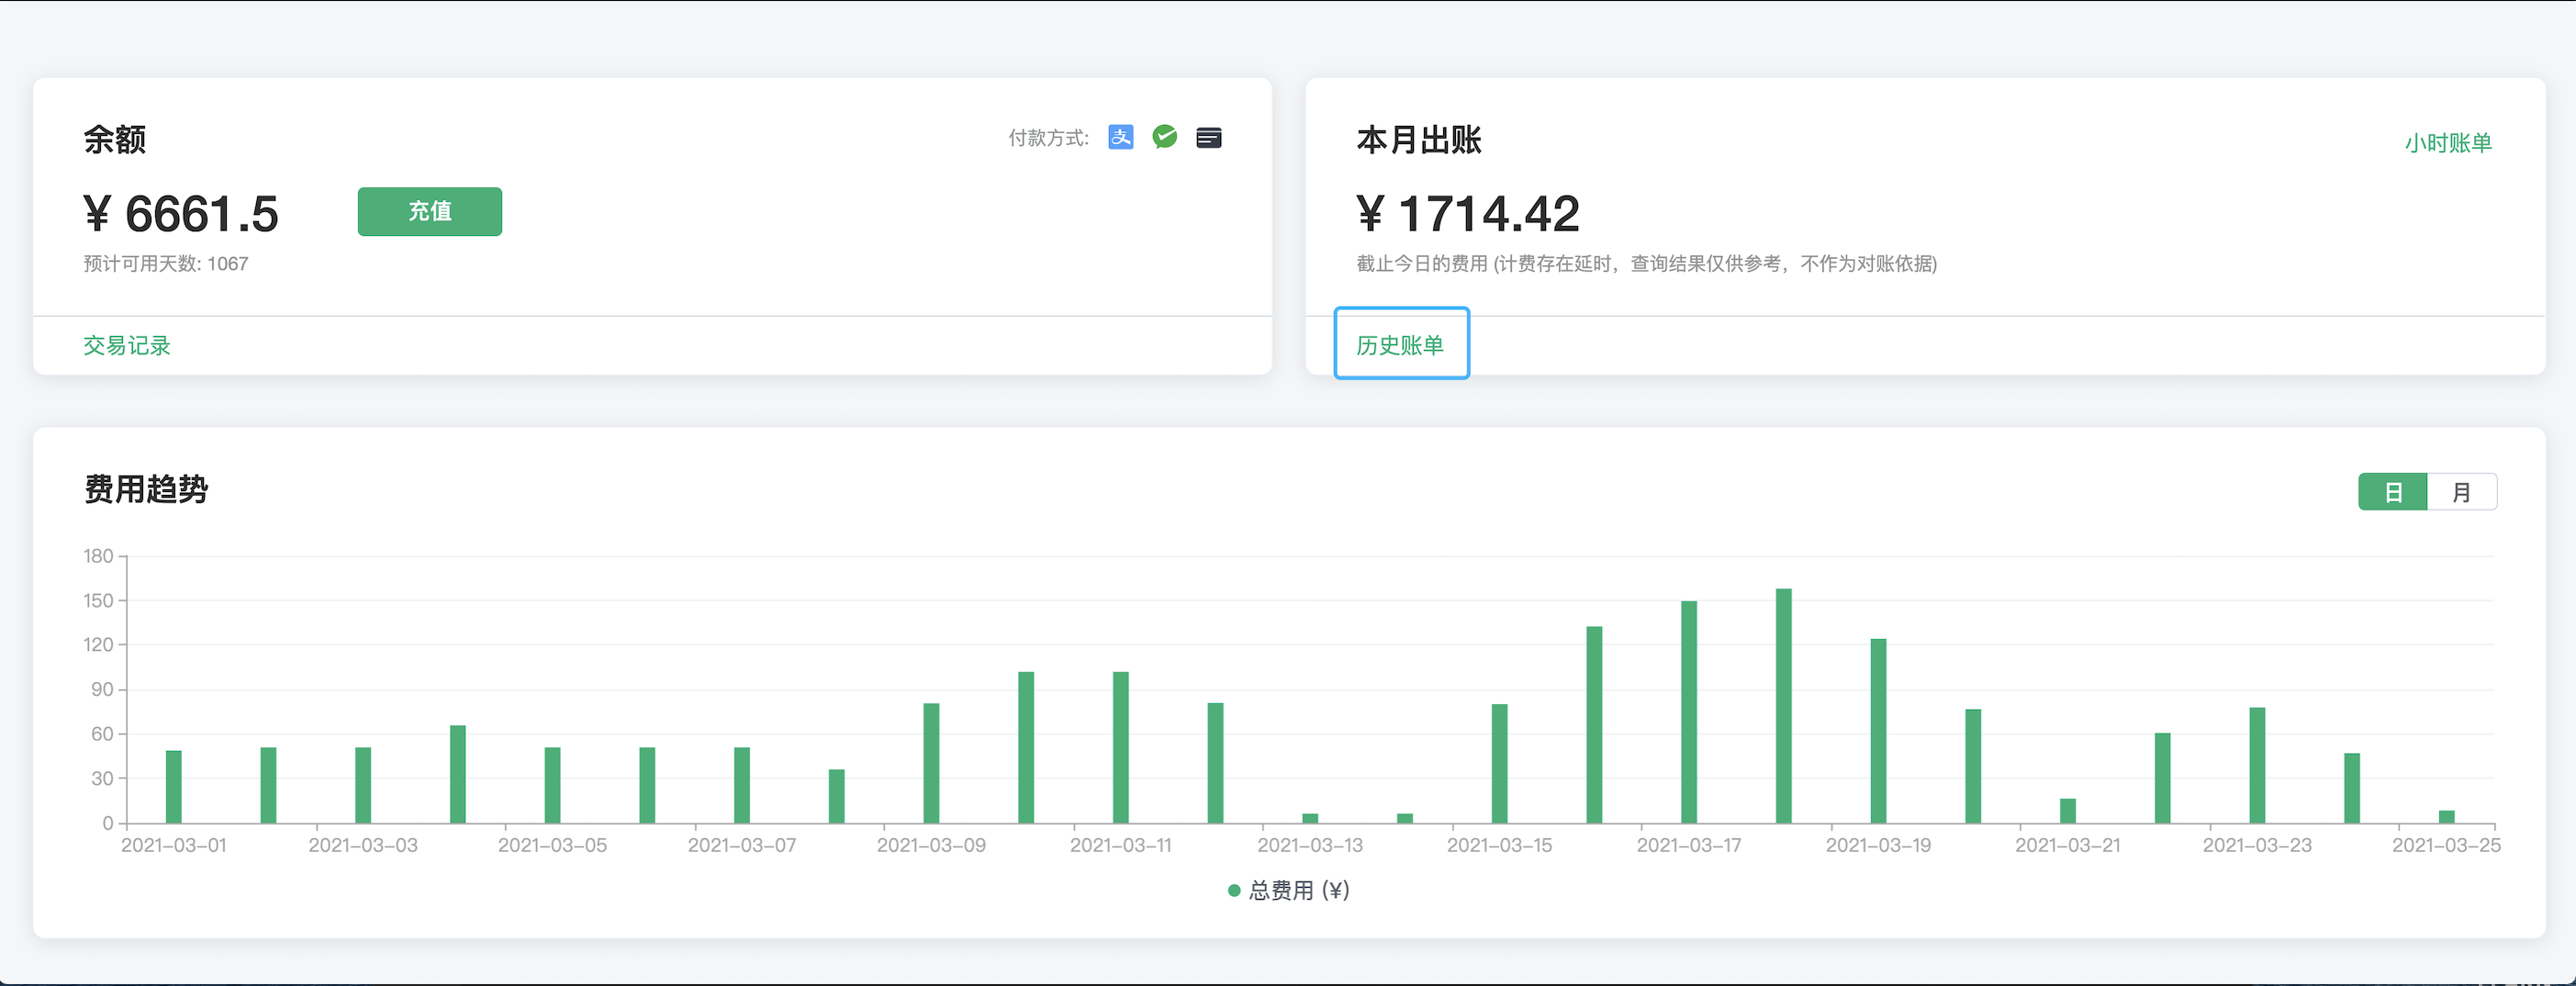 余额
付款方式:
¥ 6661.5
充值
预计可用天数: 1067
交易记录
本月出账
小时账单
¥ 1714.42
截止今日的费用 (计费存在延时，查询结果仅供参考，不作为对账依据)
历史账单
费用趋势
日 月
180
150
120
90
60
30
0
2021-03-01 2021-03-03 2021-03-05 2021-03-07 2021-03-09 2021-03-11 2021-03-13 2021-03-15 2021-03-17 2021-03-19 2021-03-21 2021-03-23 2021-03-25
总费用 (¥)